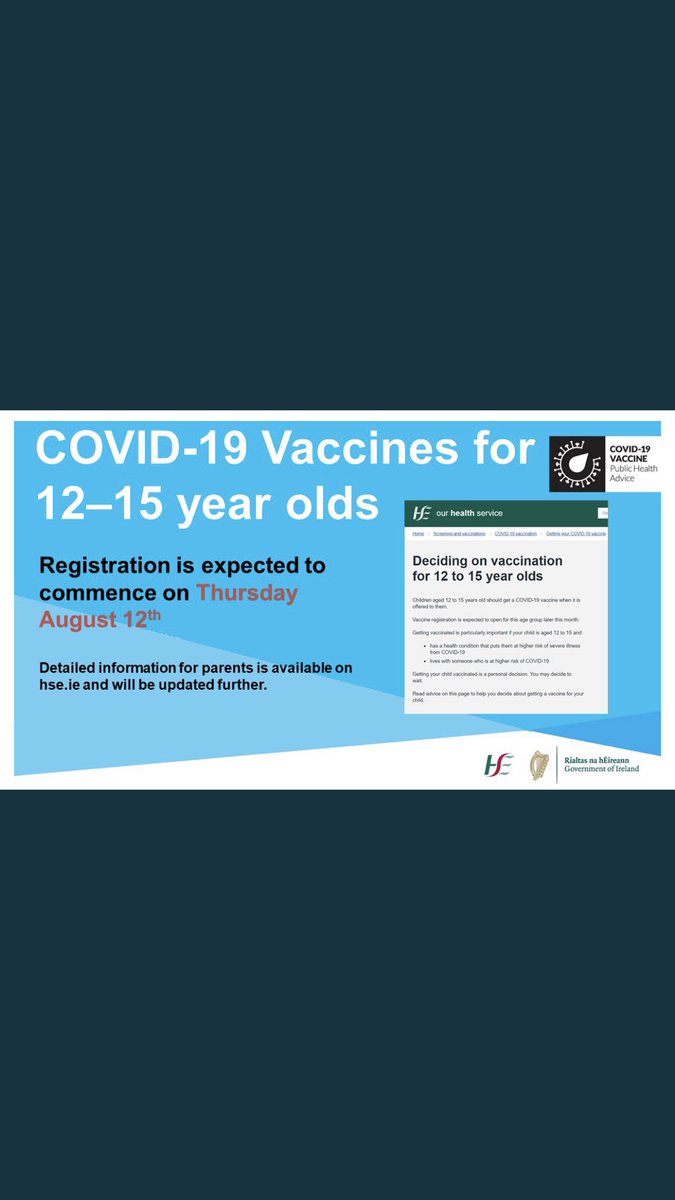 COVID-19 Vaccines for
12–15 year olds
COVID-19
VACCINE
Public Health
Advice
Registration is expected to
commence on Thursday
August 12th
Detailed information for parents is available on
hse.ie and will be updated further.
HSE our health service
Home › Screening and vaccinations › COVID-19 vaccination › Getting your COVID-19 vaccine
Deciding on vaccination
for 12 to 15 year olds
Children aged 12 to 15 years old should get a COVID-19 vaccine when it is
offered to them.
Vaccine registration is expected to open for this age group later this month.
Getting vaccinated is particularly important if your child is aged 12 to 15 and:
• has a health condition that puts them at higher risk of severe illness
from COVID-19
• lives with someone who is at higher risk of COVID-19
Getting your child vaccinated is a personal decision. You may decide to
wait.
Read advice on this page to help you decide about getting a vaccine for your
child.
HSE
Rialtas na hÉireann
Government of Ireland